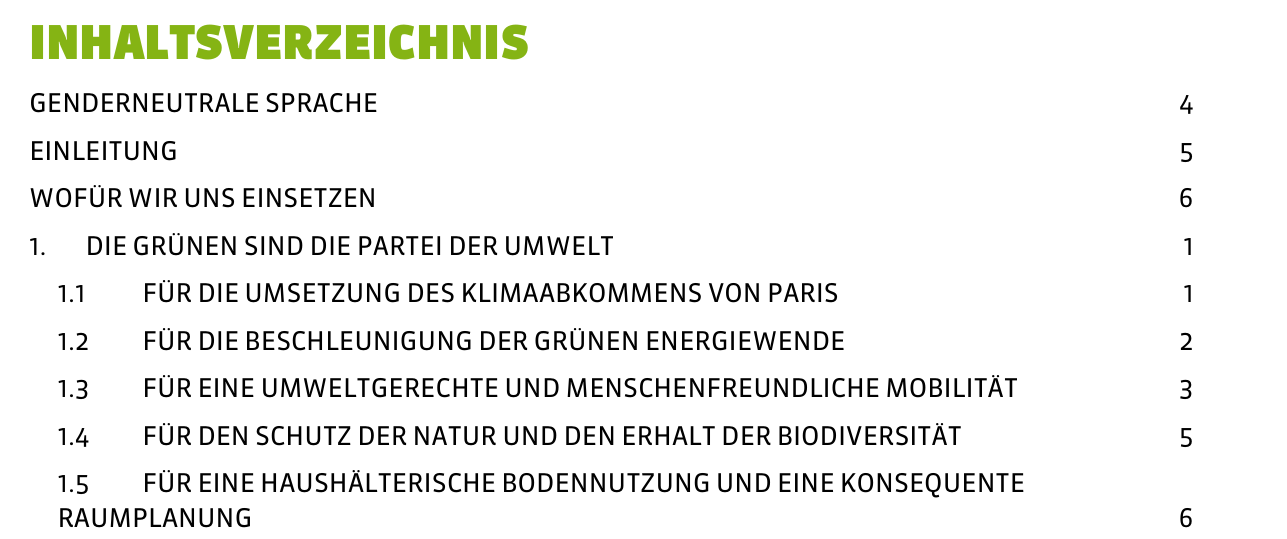 INHALTSVERZEICHNIS
GENDERNEUTRALE SPRACHE 4
EINLEITUNG 5
WOFÜR WIR UNS EINSETZEN 6
1. DIE GRÜNEN SIND DIE PARTEI DER UMWELT 1
1.1 FÜR DIE UMSETZUNG DES KLIMAABKOMMENS VON PARIS 1
1.2 FÜR DIE BESCHLEUNIGUNG DER GRÜNEN ENERGIEWENDE 2
1.3 FÜR EINE UMWELTGERECHTE UND MENSCHENFREUNDLICHE MOBILITÄT 3
1.4 FÜR DEN SCHUTZ DER NATUR UND DEN ERHALT DER BIODIVERSITÄT 5
1.5 FÜR EINE HAUSHÄLTERISCHE BODENNUTZUNG UND EINE KONSEQUENTE
RAUMPLANUNG 6